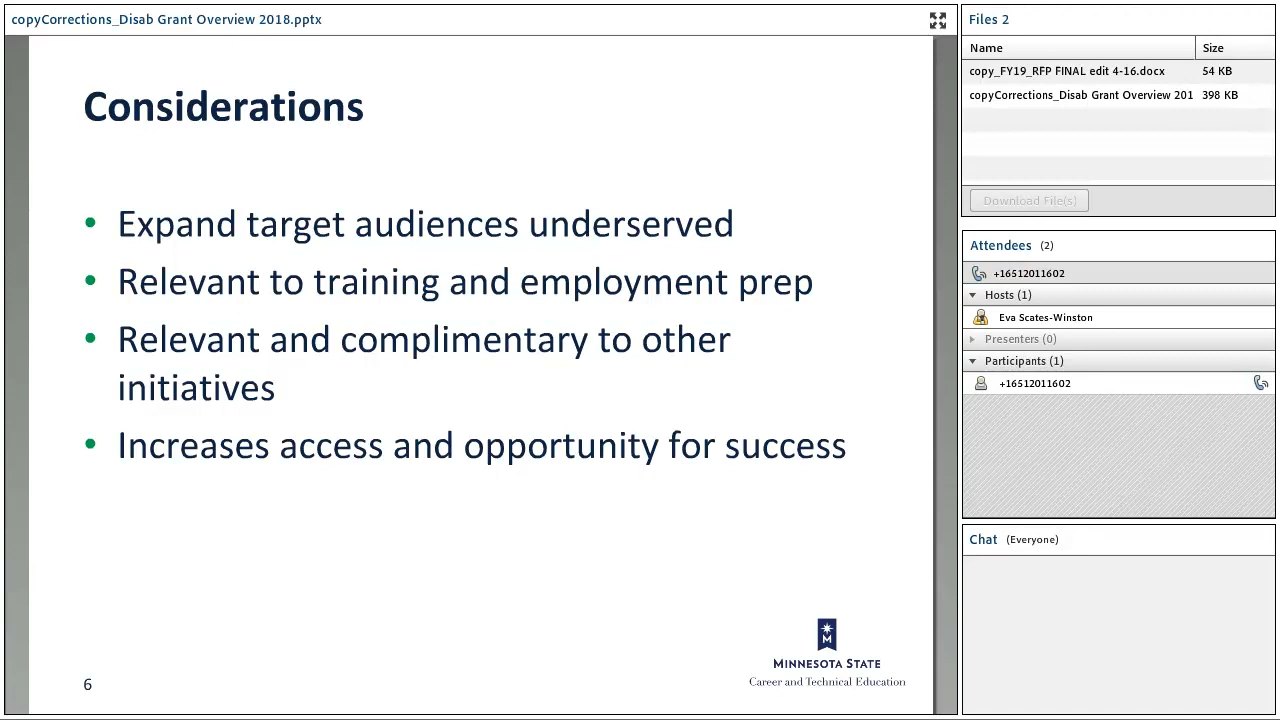 copyCorrections_Disab Grant Overview 2018.pptx
Considerations
• Expand target audiences underserved
• Relevant to training and employment prep
• Relevant and complimentary to other
initiatives
• Increases access and opportunity for success
6
M
MINNESOTA STATE
Career and Technical Education
Files 2
Name Size
copy_FY19_RFP FINAL edit 4-16.docx 54 KB
copyCorrections_Disab Grant Overview 201 398 KB
Download File(s)
Attendees (2)
+16512011602
Hosts (1)
Eva Scates-Winston
Presenters (0)
Participants (1)
+16512011602
Chat (Everyone)